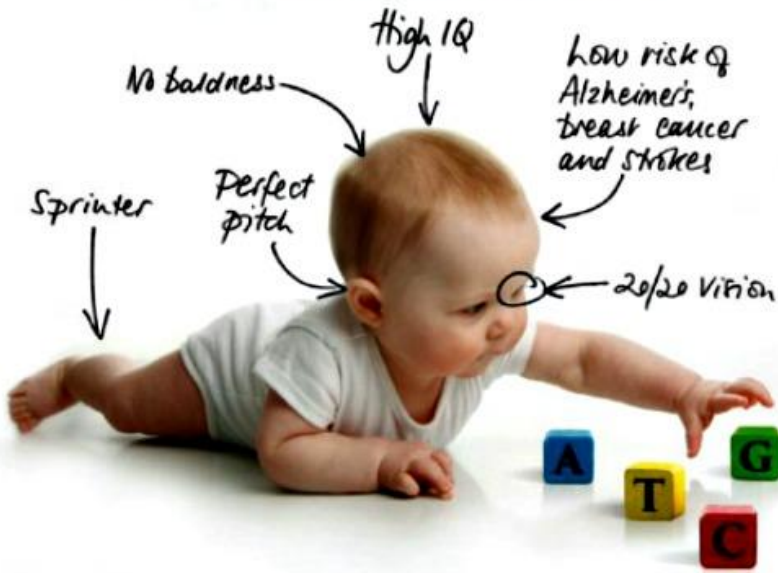 High IQ
No baldness
Low risk of
Alzheimer's,
breast cancer
and strokes
Perfect
pitch
Sprinter
20/20 Vision
A
T
G
C